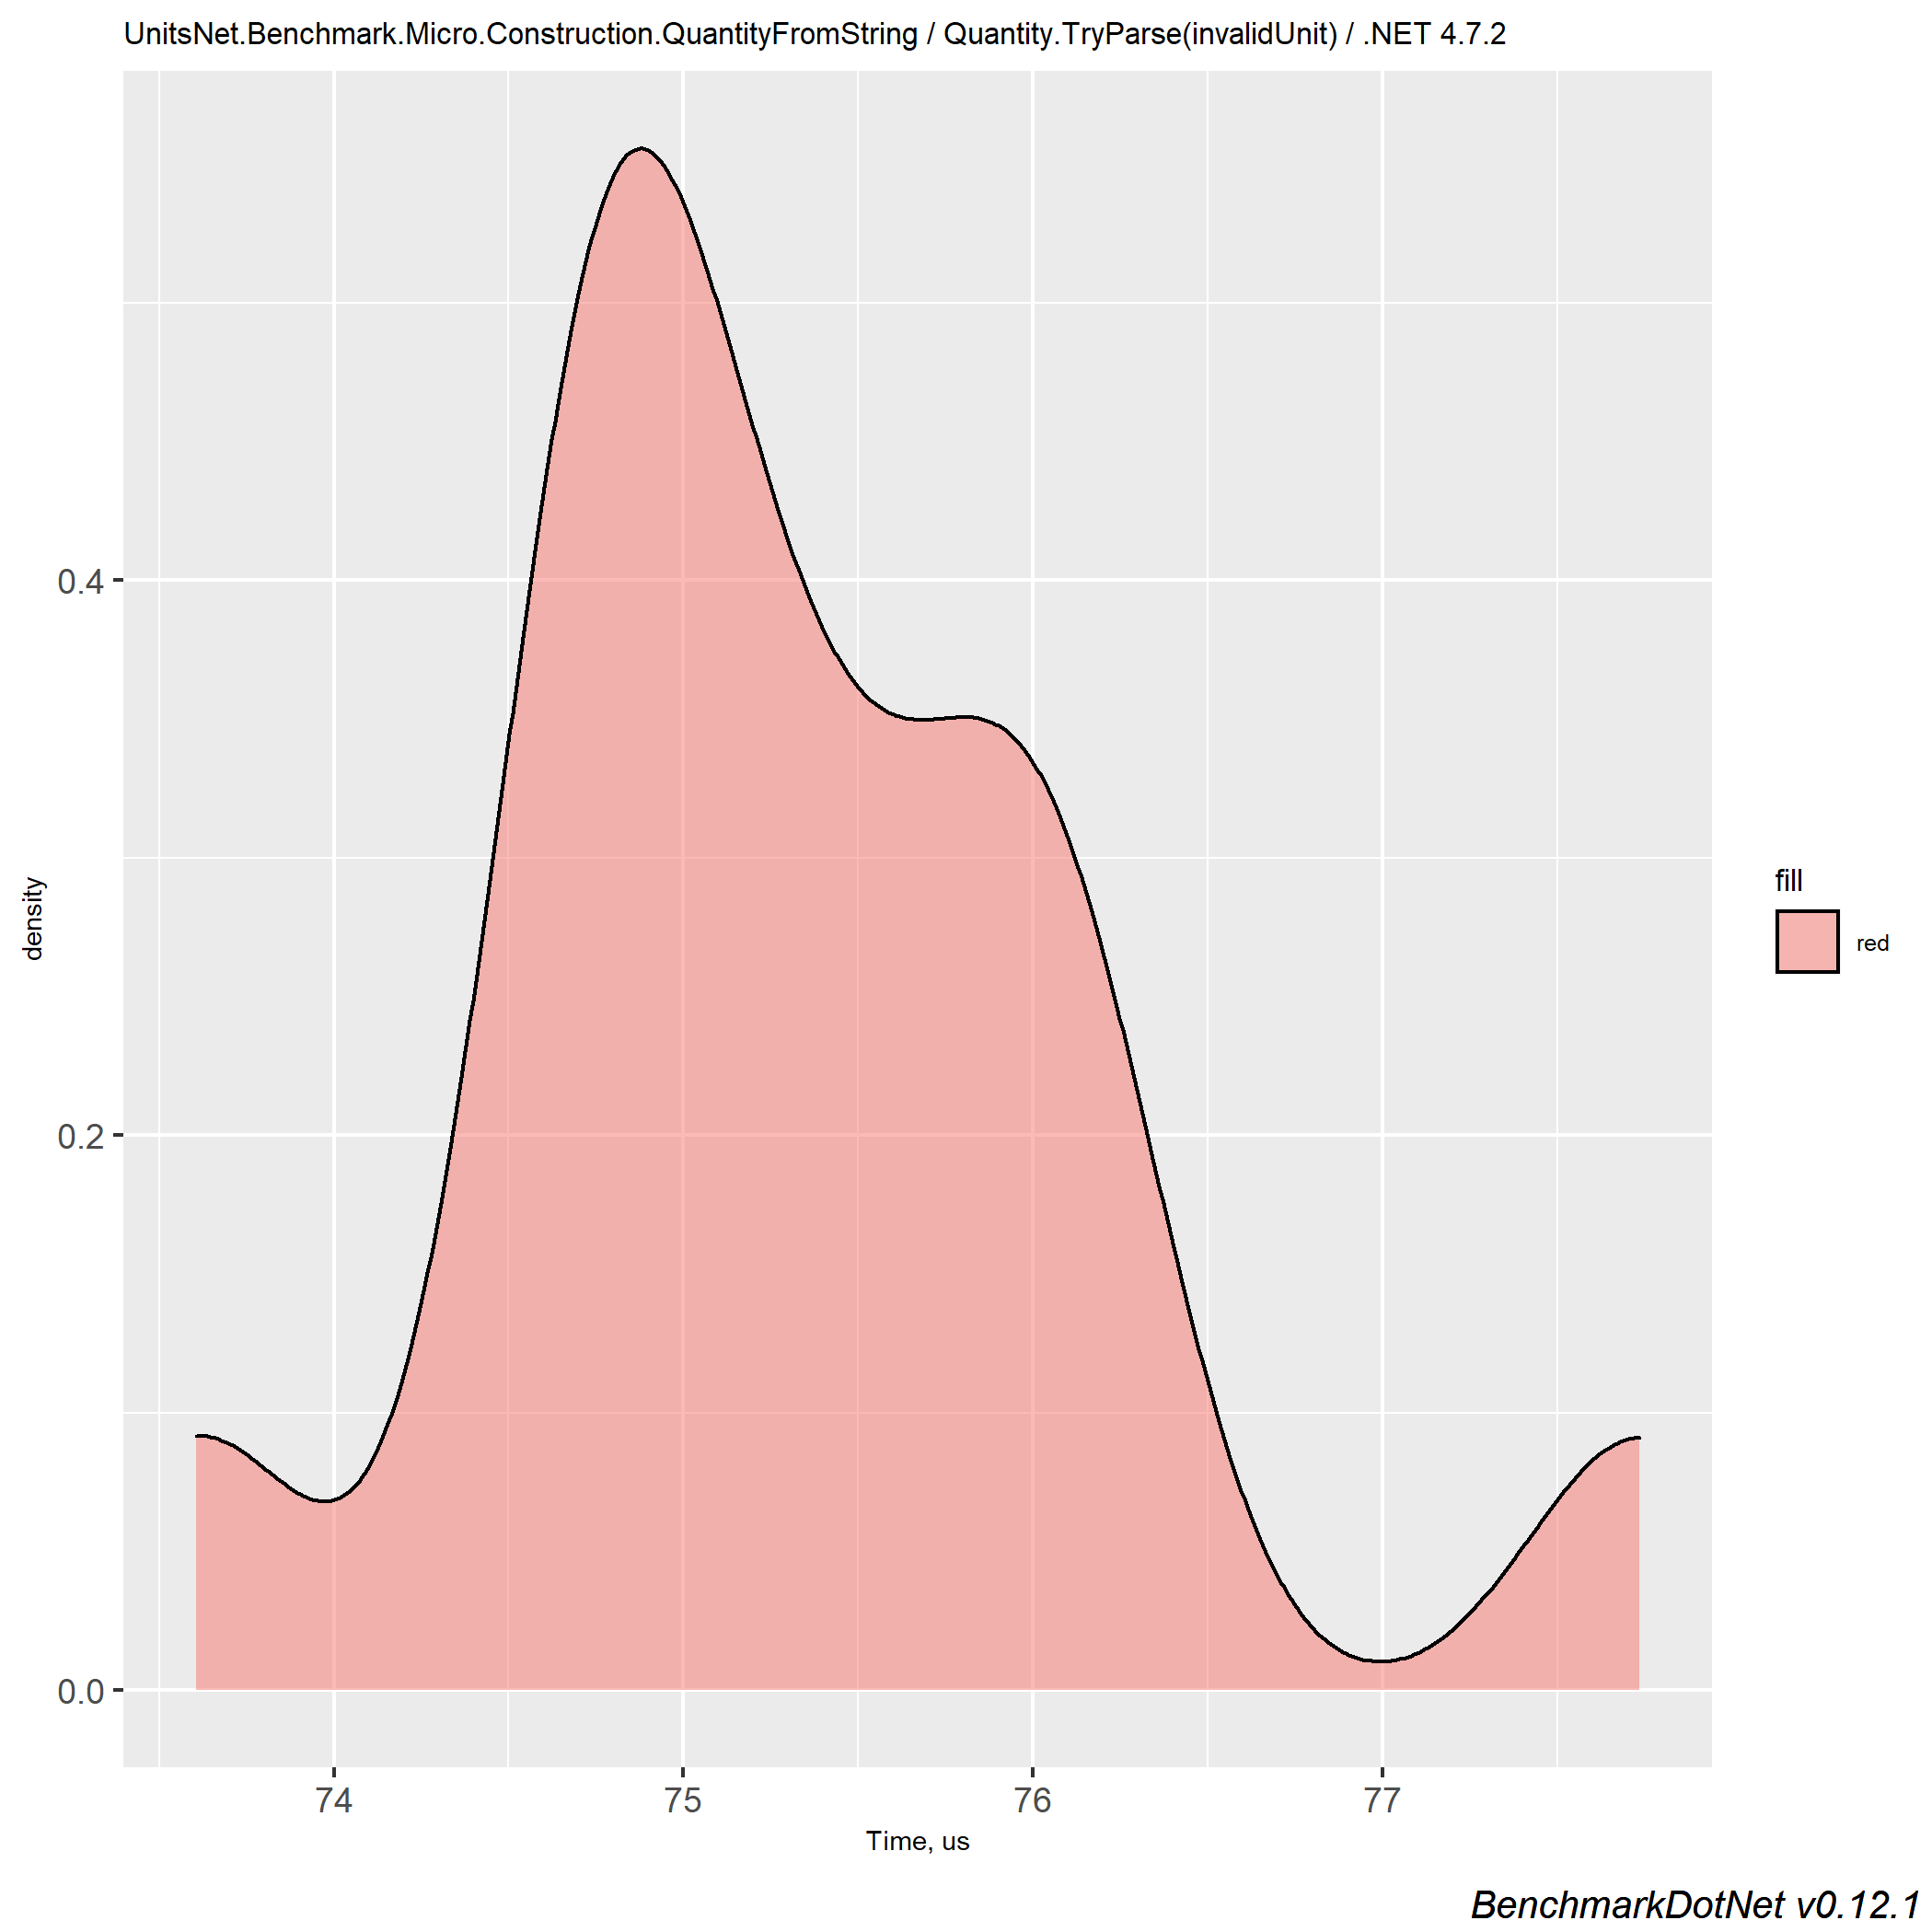 UnitsNet.Benchmark.Micro.Construction.QuantityFromString / Quantity.TryParse(invalidUnit) / .NET 4.7.2
0.4
0.2
0.0
density
74 75 76 77
Time, us
fill
red
BenchmarkDotNet v0.12.1